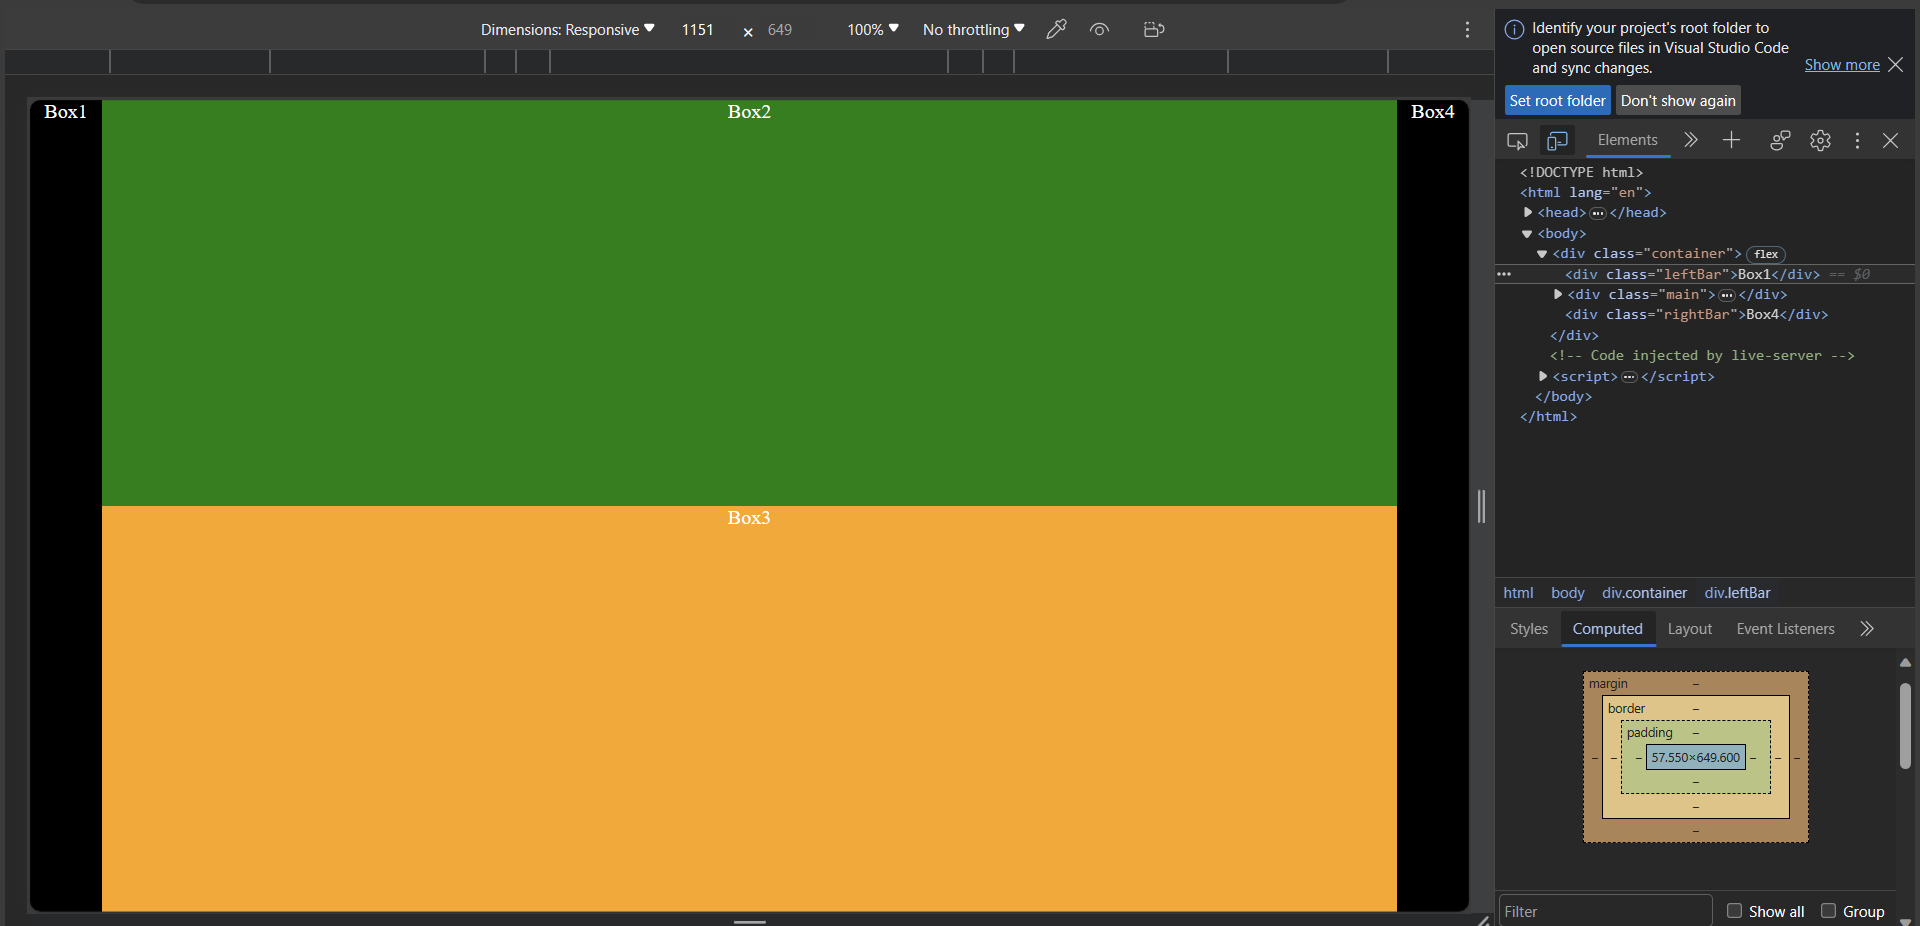 Dimensions: Responsive 1151 × 649 100% No throttling
Box1
Box2
Box4
Box3
Identify your project's root folder to
open source files in Visual Studio Code
and sync changes.
Show more
Set root folder Don't show again
Elements
<!DOCTYPE html>
<html lang="en">
<head> ··· </head>
<body>
<div class="container"> flex
··· <div class="leftBar">Box1</div> == $0
<div class="main"> ··· </div>
<div class="rightBar">Box4</div>
</div>
<!-- Code injected by live-server -->
<script> ··· </script>
</body>
</html>
html body div.container div.leftBar
Styles Computed Layout Event Listeners
margin –
border –
padding –
– – – 57.550×649.600 – – –
–
–
–
Filter Show all Group